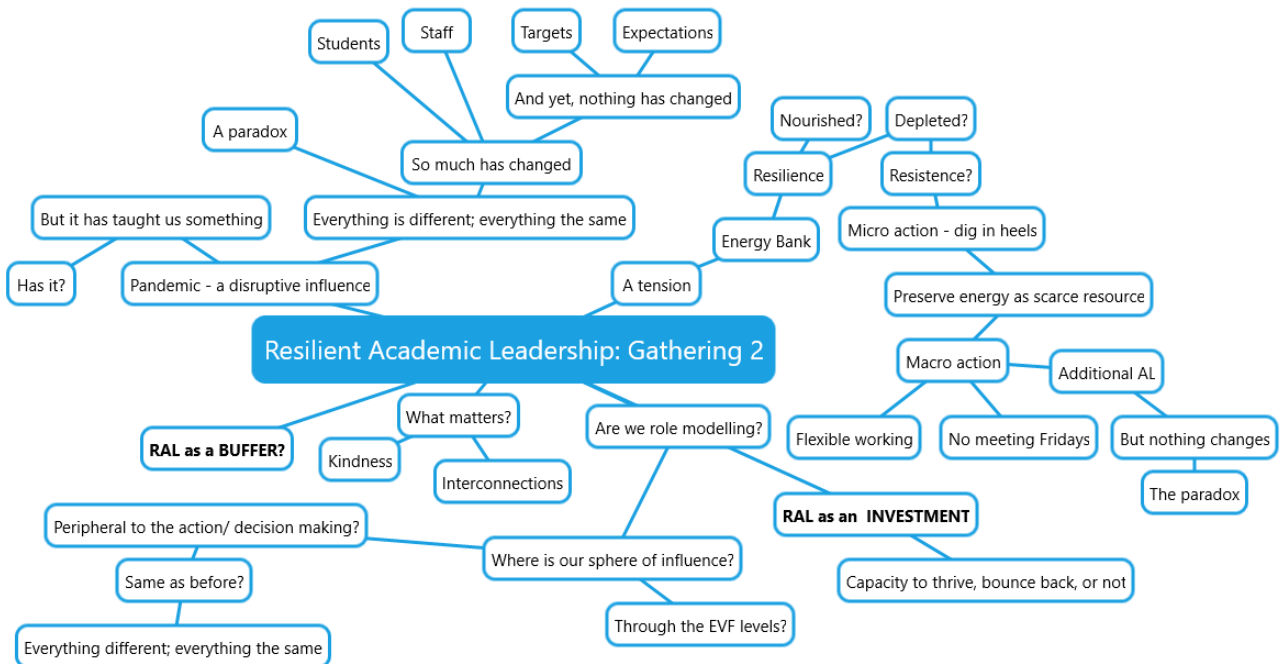 Students
Staff
Targets
Expectations
And yet, nothing has changed
A paradox
So much has changed
Nourished?
Depleted?
Resilience
Resistence?
But it has taught us something
Everything is different; everything the same
Energy Bank
Micro action - dig in heels
Has it?
Pandemic - a disruptive influence
A tension
Preserve energy as scarce resource
Resilient Academic Leadership: Gathering 2
Macro action
Additional AL
What matters?
Are we role modelling?
Flexible working
No meeting Fridays
But nothing changes
RAL as a BUFFER?
Kindness
Interconnections
The paradox
RAL as an INVESTMENT
Peripheral to the action/ decision making?
Where is our sphere of influence?
Same as before?
Capacity to thrive, bounce back, or not
Through the EVF levels?
Everything different; everything the same